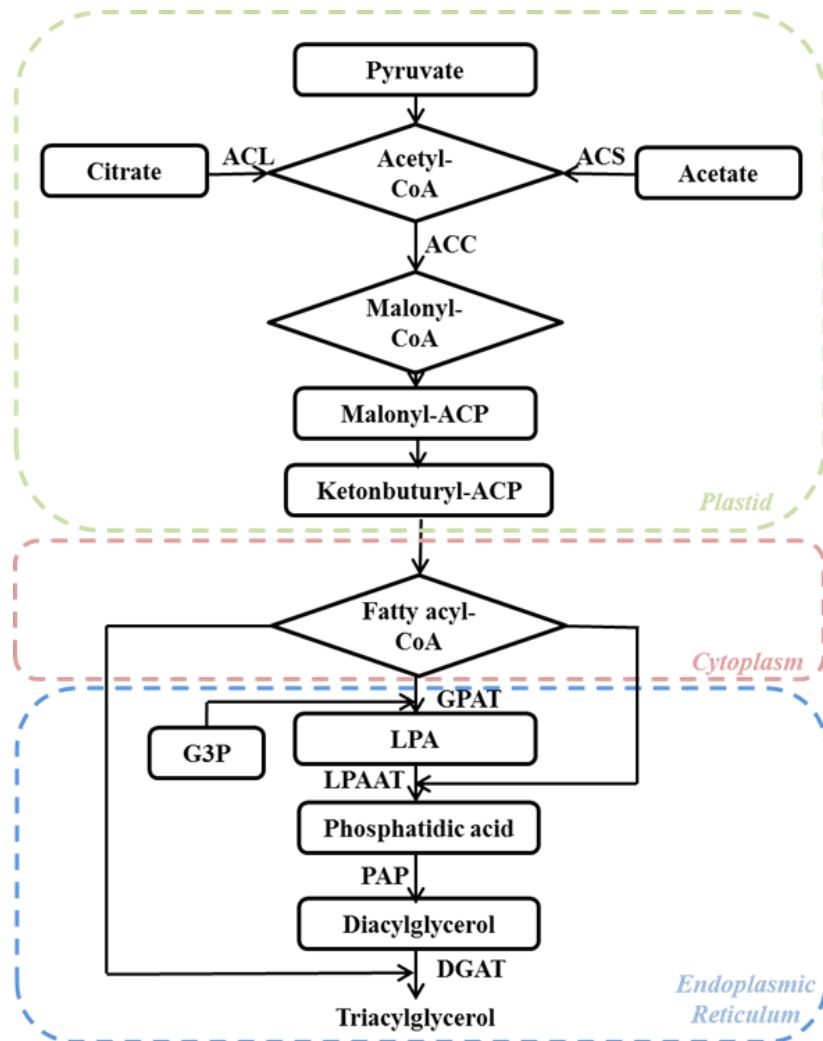 Pyruvate
Citrate
ACL
Acetyl-
CoA
ACS
Acetate
ACC
Malonyl-
CoA
Malonyl-ACP
Ketonbuturyl-ACP
Plastid
Fatty acyl-
CoA
Cytoplasm
GPAT
G3P
LPA
LPAAT
Phosphatidic acid
PAP
Diacylglycerol
DGAT
Triacylglycerol
Endoplasmic
Reticulum